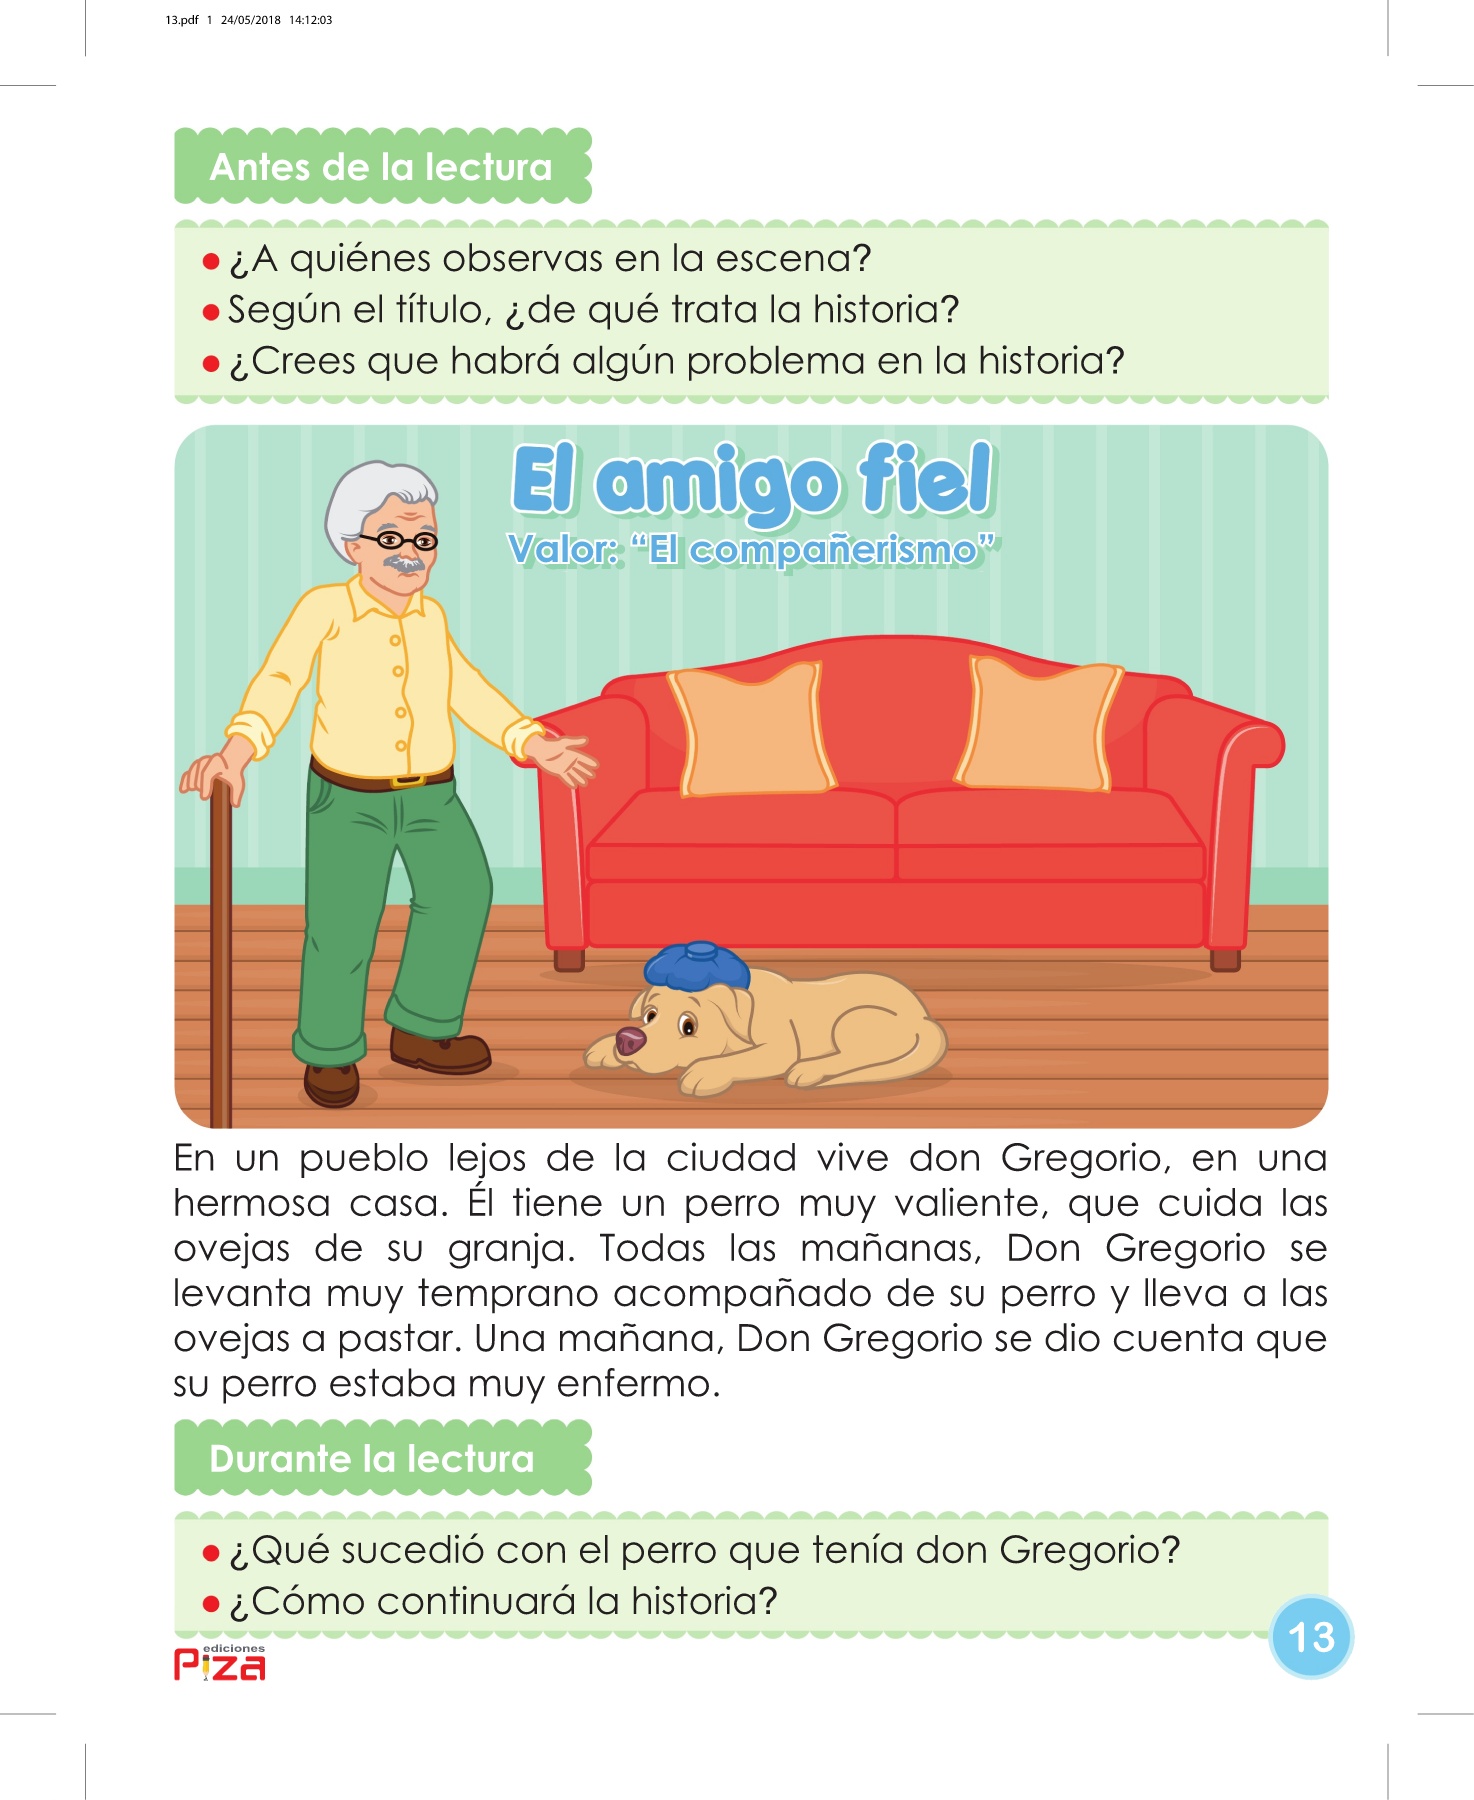 13.pdf 1 24/05/2018 14:12:03
Antes de la lectura
● ¿A quiénes observas en la escena?
● Según el título, ¿de qué trata la historia?
● ¿Crees que habrá algún problema en la historia?
El amigo fiel
Valor: “El compañerismo”
En un pueblo lejos de la ciudad vive don Gregorio, en una
hermosa casa. Él tiene un perro muy valiente, que cuida las
ovejas de su granja. Todas las mañanas, Don Gregorio se
levanta muy temprano acompañado de su perro y lleva a las
ovejas a pastar. Una mañana, Don Gregorio se dio cuenta que
su perro estaba muy enfermo.
Durante la lectura
● ¿Qué sucedió con el perro que tenía don Gregorio?
● ¿Cómo continuará la historia?
ediciones
Piza
13